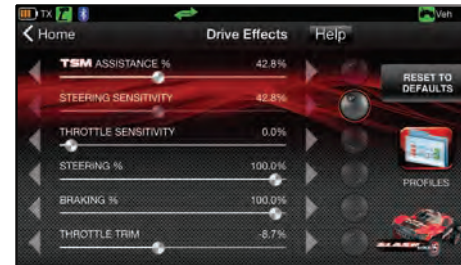 TX
Veh
Home
Drive Effects
Help
TSM ASSISTANCE % 42.8%
RESET TO
DEFAULTS
STEERING SENSITIVITY 42.8%
THROTTLE SENSITIVITY 0.0%
STEERING % 100.0%
PROFILES
BRAKING % 100.0%
THROTTLE TRIM -8.7%
SLASH